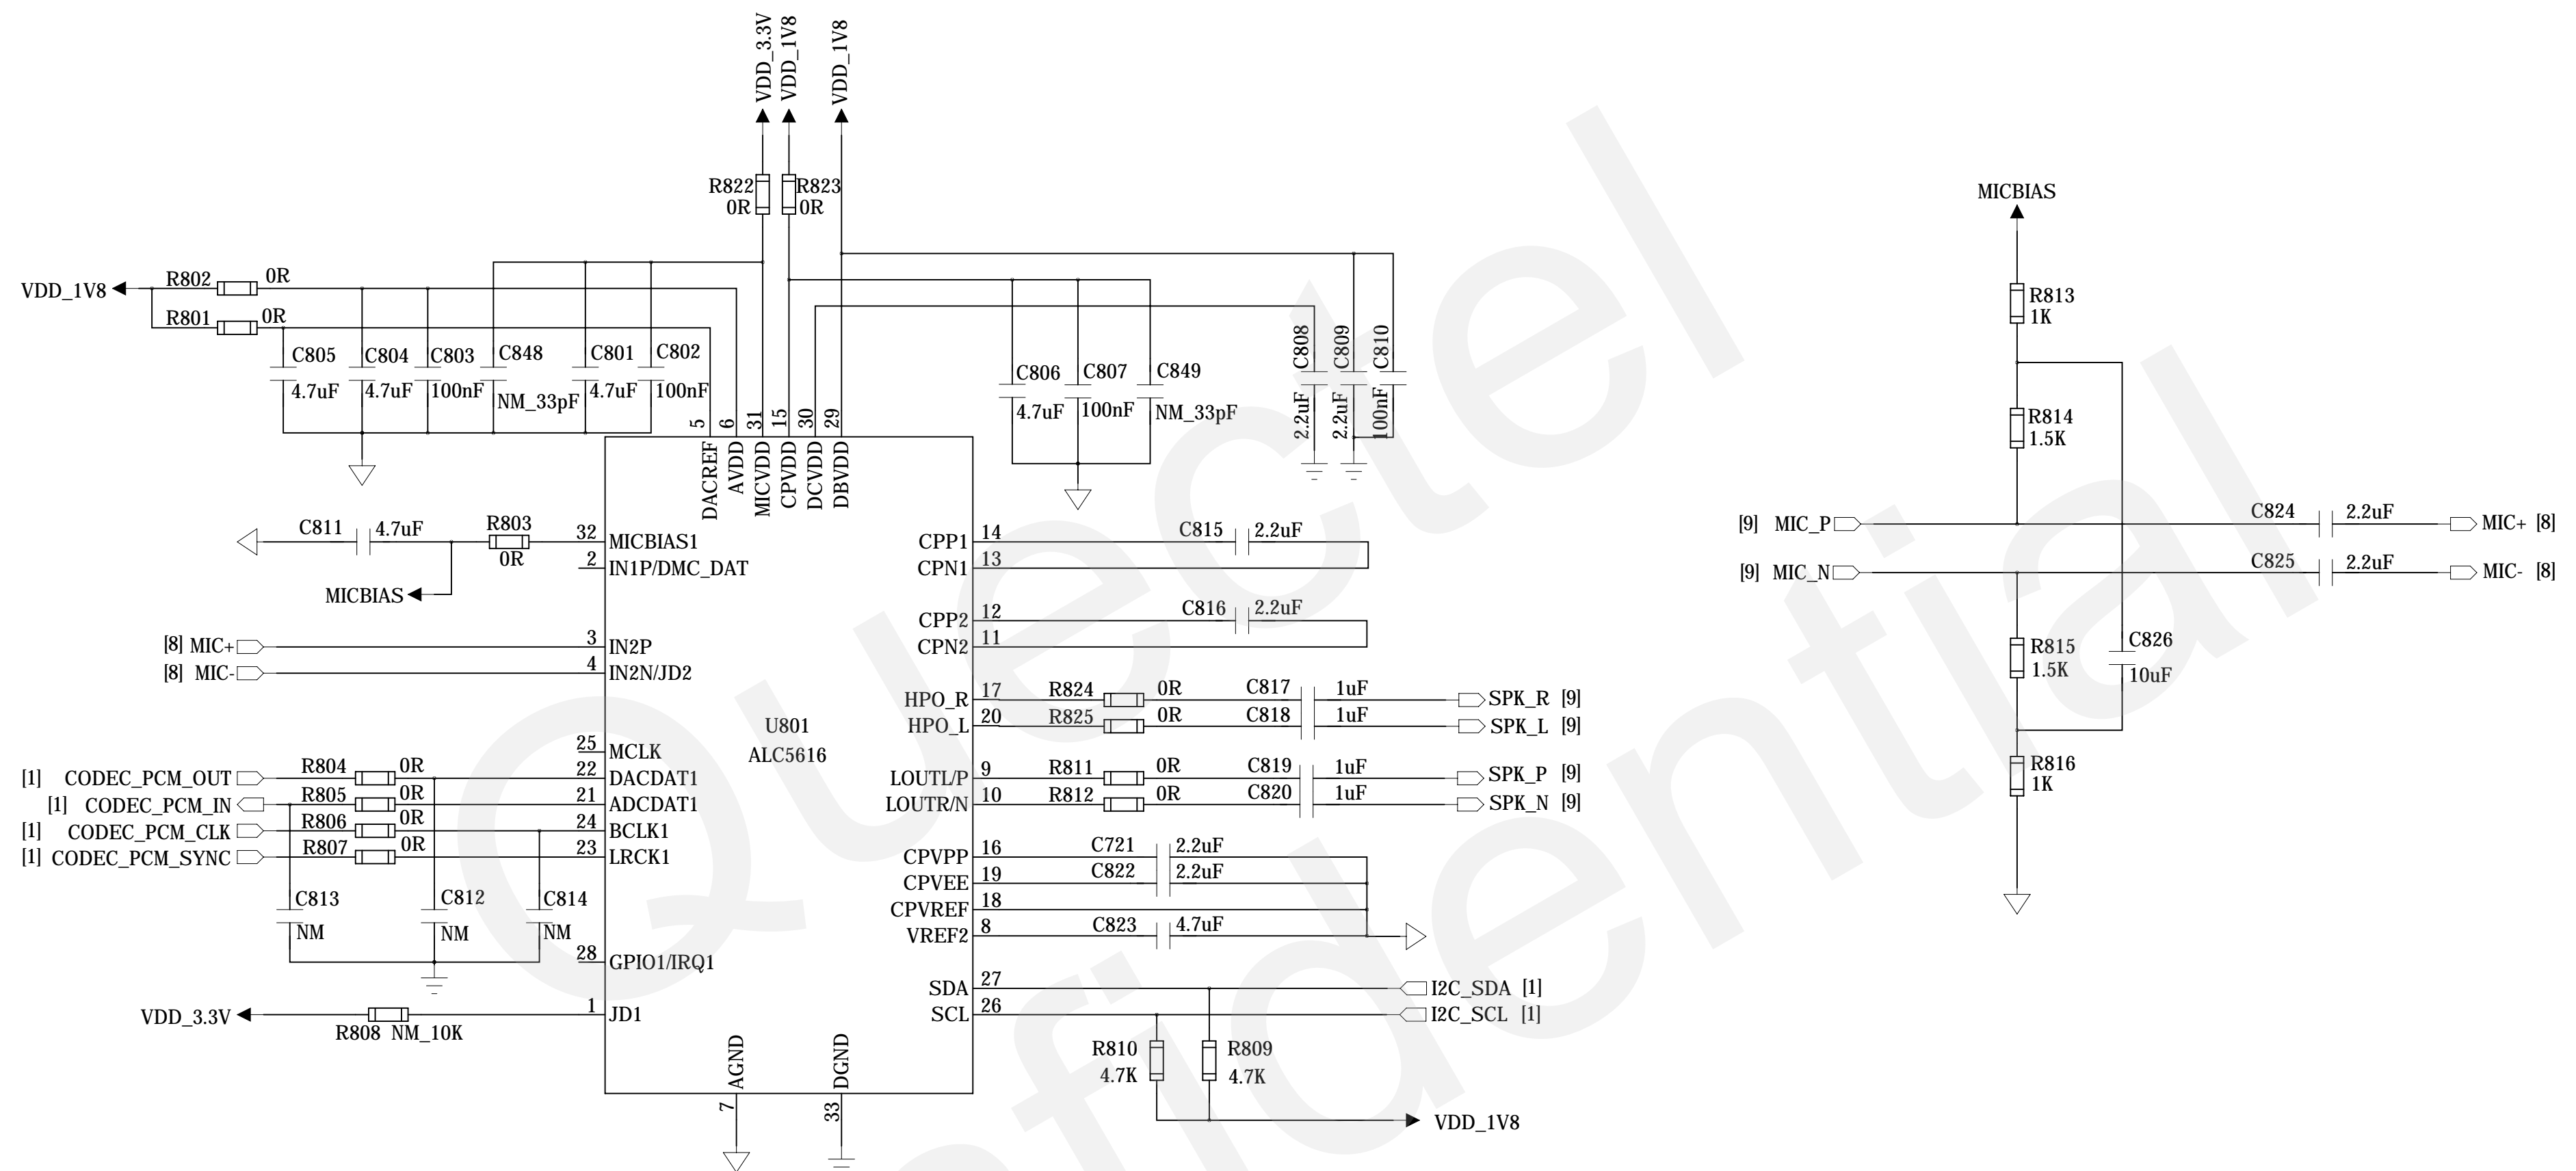 VDD_3.3V
VDD_1V8
VDD_1V8
R822
0R
R823
0R
VDD_1V8
R802 0R
R801 0R
C805
4.7uF
C804
4.7uF
C803
100nF
C848
NM_33pF
C801
4.7uF
C802
100nF
C806
4.7uF
C807
100nF
C849
NM_33pF
C808
2.2uF
C809
2.2uF
C810
100nF
5 DACREF
6 AVDD
31 MICVDD
15 CPVDD
30 DCVDD
29 DBVDD
C811 4.7uF R803 0R 32 MICBIAS1
2 IN1P/DMC_DAT
MICBIAS
[8] MIC+ 3 IN2P
[8] MIC- 4 IN2N/JD2
U801
ALC5616
25 MCLK
[1] CODEC_PCM_OUT R804 0R 22 DACDAT1
[1] CODEC_PCM_IN R805 0R 21 ADCDAT1
[1] CODEC_PCM_CLK R806 0R 24 BCLK1
[1] CODEC_PCM_SYNC R807 0R 23 LRCK1
C813
NM
C812
NM
C814
NM
28 GPIO1/IRQ1
VDD_3.3V R808 NM_10K 1 JD1
7 AGND
33 DGND
CPP1 14 C815 2.2uF
CPN1 13
CPP2 12 C816 2.2uF
CPN2 11
HPO_R 17 R824 0R C817 1uF SPK_R [9]
HPO_L 20 R825 0R C818 1uF SPK_L [9]
LOUTL/P 9 R811 0R C819 1uF SPK_P [9]
LOUTR/N 10 R812 0R C820 1uF SPK_N [9]
CPVPP 16 C721 2.2uF
CPVEE 19 C822 2.2uF
CPVREF 18
VREF2 8 C823 4.7uF
SDA 27 I2C_SDA [1]
SCL 26 I2C_SCL [1]
R810
4.7K
R809
4.7K
VDD_1V8
MICBIAS
R813
1K
R814
1.5K
[9] MIC_P C824 2.2uF MIC+ [8]
[9] MIC_N C825 2.2uF MIC- [8]
R815
1.5K
C826
10uF
R816
1K
Quectel